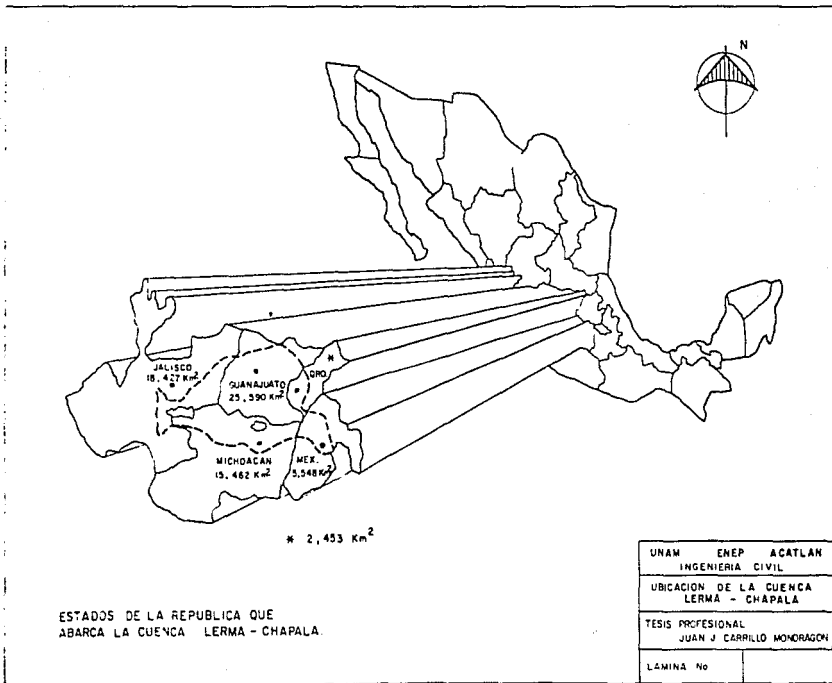 N
JALISCO
18,427 Km²
GUANAJUATO
25,590 Km²
QRO.
*
MICHOACAN
15,462 Km²
MEX.
5,548 Km²
* 2,453 Km²
ESTADOS DE LA REPUBLICA QUE
ABARCA LA CUENCA LERMA - CHAPALA.
UNAM ENEP ACATLAN
INGENIERIA CIVIL
UBICACION DE LA CUENCA
LERMA - CHAPALA
TESIS PROFESIONAL
JUAN J CARRILLO MONDRAGON
LAMINA No